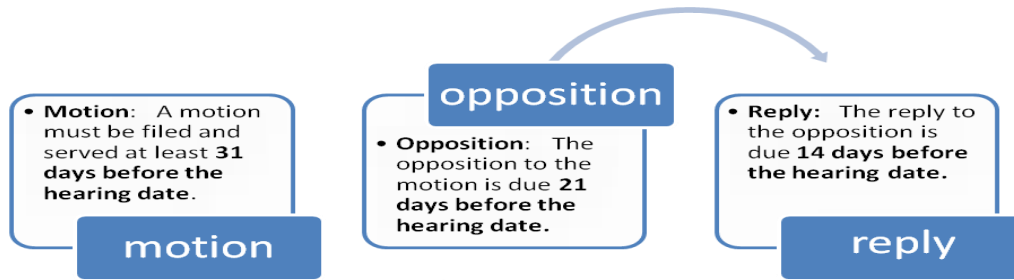 • Motion: A motion
must be filed and
served at least 31
days before the
hearing date.
motion
opposition
• Opposition: The
opposition to the
motion is due 21
days before the
hearing date.
• Reply: The reply to
the opposition is
due 14 days before
the hearing date.
reply